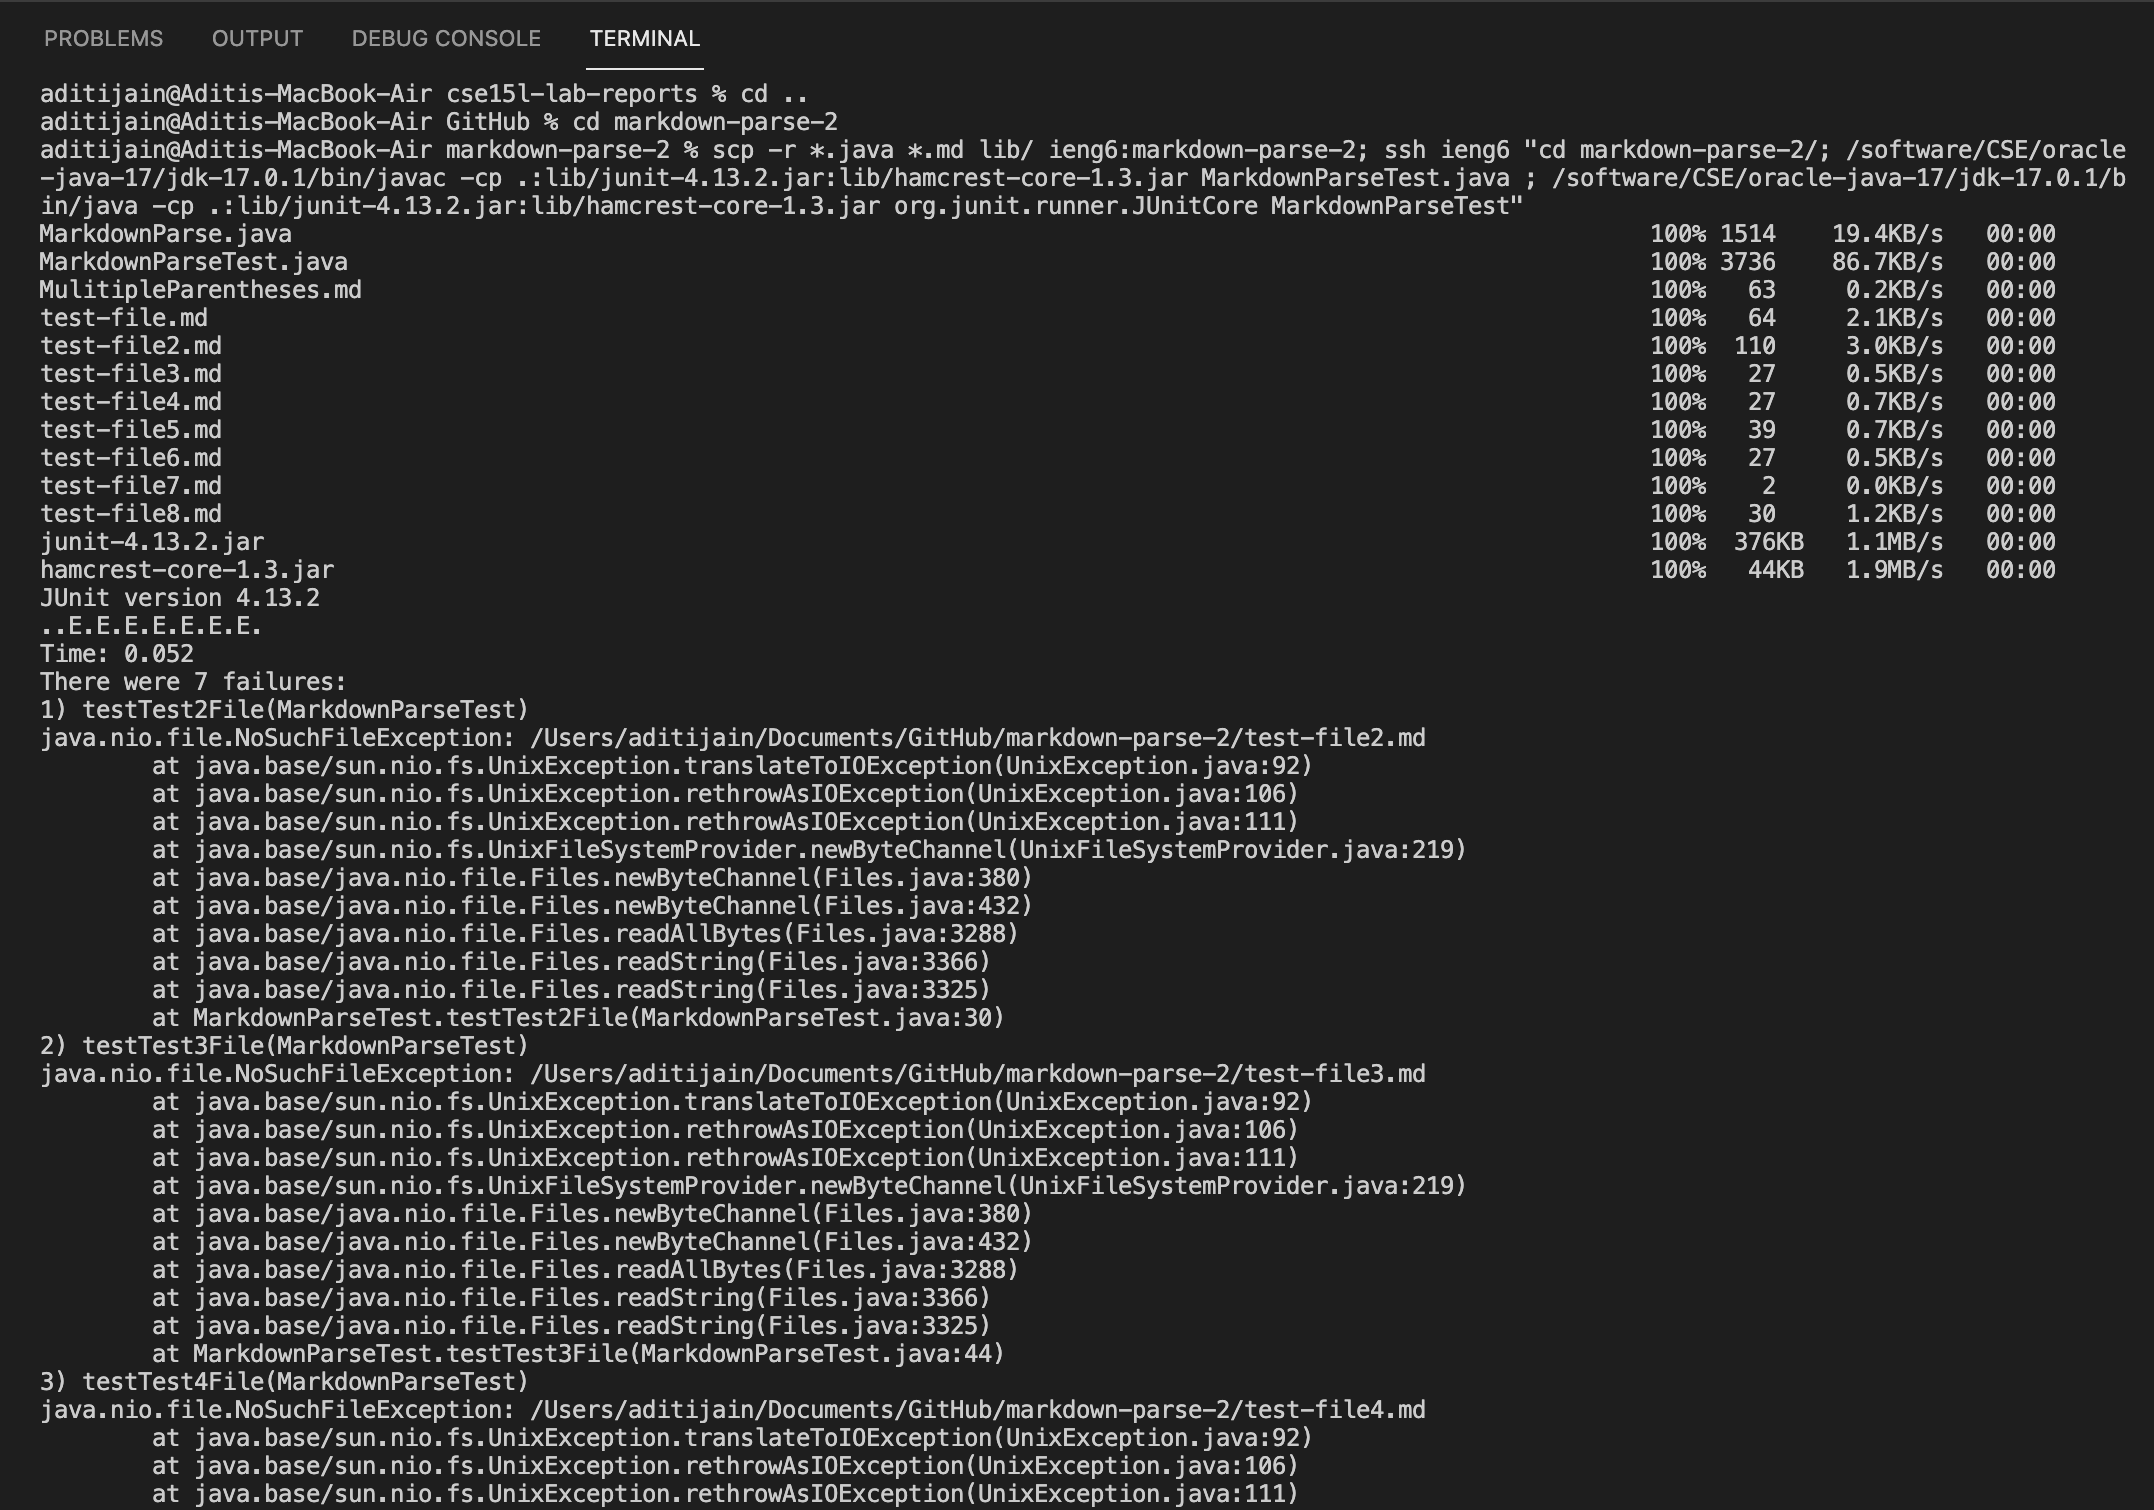 PROBLEMS OUTPUT DEBUG CONSOLE TERMINAL
aditijain@Aditis-MacBook-Air cse15l-lab-reports % cd ..
aditijain@Aditis-MacBook-Air GitHub % cd markdown-parse-2
aditijain@Aditis-MacBook-Air markdown-parse-2 % scp -r *.java *.md lib/ ieng6:markdown-parse-2; ssh ieng6 "cd markdown-parse-2/; /software/CSE/oracle
-java-17/jdk-17.0.1/bin/javac -cp .:lib/junit-4.13.2.jar:lib/hamcrest-core-1.3.jar MarkdownParseTest.java ; /software/CSE/oracle-java-17/jdk-17.0.1/b
in/java -cp .:lib/junit-4.13.2.jar:lib/hamcrest-core-1.3.jar org.junit.runner.JUnitCore MarkdownParseTest"
MarkdownParse.java 100% 1514 19.4KB/s 00:00
MarkdownParseTest.java 100% 3736 86.7KB/s 00:00
MulitipleParentheses.md 100% 63 0.2KB/s 00:00
test-file.md 100% 64 2.1KB/s 00:00
test-file2.md 100% 110 3.0KB/s 00:00
test-file3.md 100% 27 0.5KB/s 00:00
test-file4.md 100% 27 0.7KB/s 00:00
test-file5.md 100% 39 0.7KB/s 00:00
test-file6.md 100% 27 0.5KB/s 00:00
test-file7.md 100% 2 0.0KB/s 00:00
test-file8.md 100% 30 1.2KB/s 00:00
junit-4.13.2.jar 100% 376KB 1.1MB/s 00:00
hamcrest-core-1.3.jar 100% 44KB 1.9MB/s 00:00
JUnit version 4.13.2
..E.E.E.E.E.E.E.
Time: 0.052
There were 7 failures:
1) testTest2File(MarkdownParseTest)
java.nio.file.NoSuchFileException: /Users/aditijain/Documents/GitHub/markdown-parse-2/test-file2.md
at java.base/sun.nio.fs.UnixException.translateToIOException(UnixException.java:92)
at java.base/sun.nio.fs.UnixException.rethrowAsIOException(UnixException.java:106)
at java.base/sun.nio.fs.UnixException.rethrowAsIOException(UnixException.java:111)
at java.base/sun.nio.fs.UnixFileSystemProvider.newByteChannel(UnixFileSystemProvider.java:219)
at java.base/java.nio.file.Files.newByteChannel(Files.java:380)
at java.base/java.nio.file.Files.newByteChannel(Files.java:432)
at java.base/java.nio.file.Files.readAllBytes(Files.java:3288)
at java.base/java.nio.file.Files.readString(Files.java:3366)
at java.base/java.nio.file.Files.readString(Files.java:3325)
at MarkdownParseTest.testTest2File(MarkdownParseTest.java:30)
2) testTest3File(MarkdownParseTest)
java.nio.file.NoSuchFileException: /Users/aditijain/Documents/GitHub/markdown-parse-2/test-file3.md
at java.base/sun.nio.fs.UnixException.translateToIOException(UnixException.java:92)
at java.base/sun.nio.fs.UnixException.rethrowAsIOException(UnixException.java:106)
at java.base/sun.nio.fs.UnixException.rethrowAsIOException(UnixException.java:111)
at java.base/sun.nio.fs.UnixFileSystemProvider.newByteChannel(UnixFileSystemProvider.java:219)
at java.base/java.nio.file.Files.newByteChannel(Files.java:380)
at java.base/java.nio.file.Files.newByteChannel(Files.java:432)
at java.base/java.nio.file.Files.readAllBytes(Files.java:3288)
at java.base/java.nio.file.Files.readString(Files.java:3366)
at java.base/java.nio.file.Files.readString(Files.java:3325)
at MarkdownParseTest.testTest3File(MarkdownParseTest.java:44)
3) testTest4File(MarkdownParseTest)
java.nio.file.NoSuchFileException: /Users/aditijain/Documents/GitHub/markdown-parse-2/test-file4.md
at java.base/sun.nio.fs.UnixException.translateToIOException(UnixException.java:92)
at java.base/sun.nio.fs.UnixException.rethrowAsIOException(UnixException.java:106)
at java.base/sun.nio.fs.UnixException.rethrowAsIOException(UnixException.java:111)